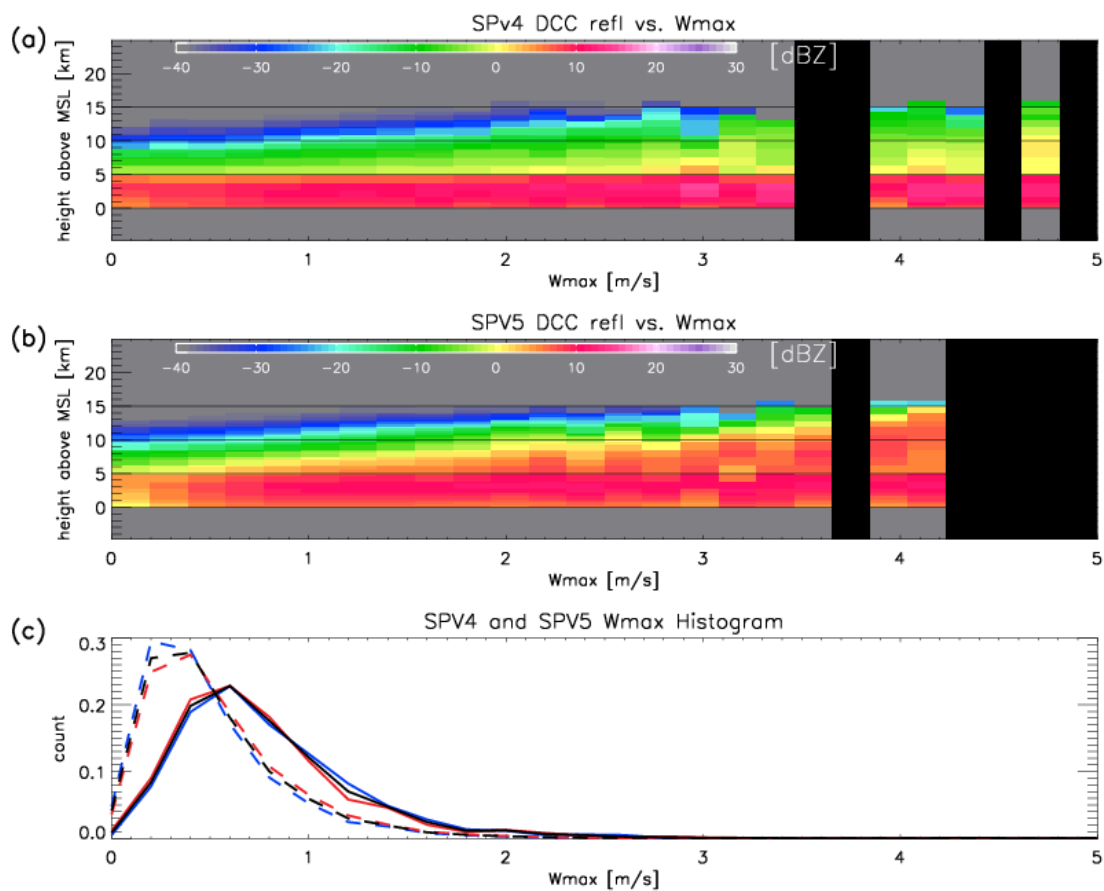 SPv4 DCC refl vs. Wmax
(a)
[dBZ]
-40 -30 -20 -10 0 10 20 30
height above MSL [km]
20
15
10
5
0
0 1 2 3 4 5
Wmax [m/s]
SPV5 DCC refl vs. Wmax
(b)
[dBZ]
-40 -30 -20 -10 0 10 20 30
height above MSL [km]
20
15
10
5
0
0 1 2 3 4 5
Wmax [m/s]
SPV4 and SPV5 Wmax Histogram
(c)
count
0.3
0.2
0.1
0.0
0 1 2 3 4 5
Wmax [m/s]